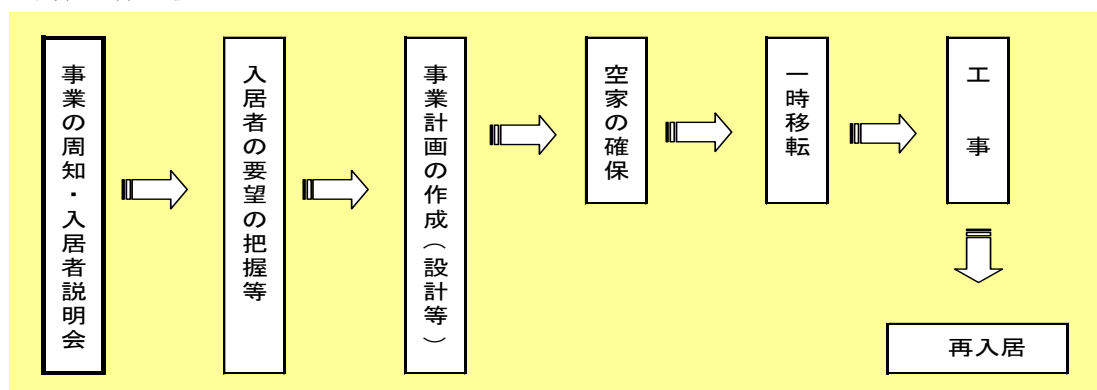 事業の周知・入居者説明会
入居者の要望の把握等
事業計画の作成（設計等）
空家の確保
一時移転
工事
再入居